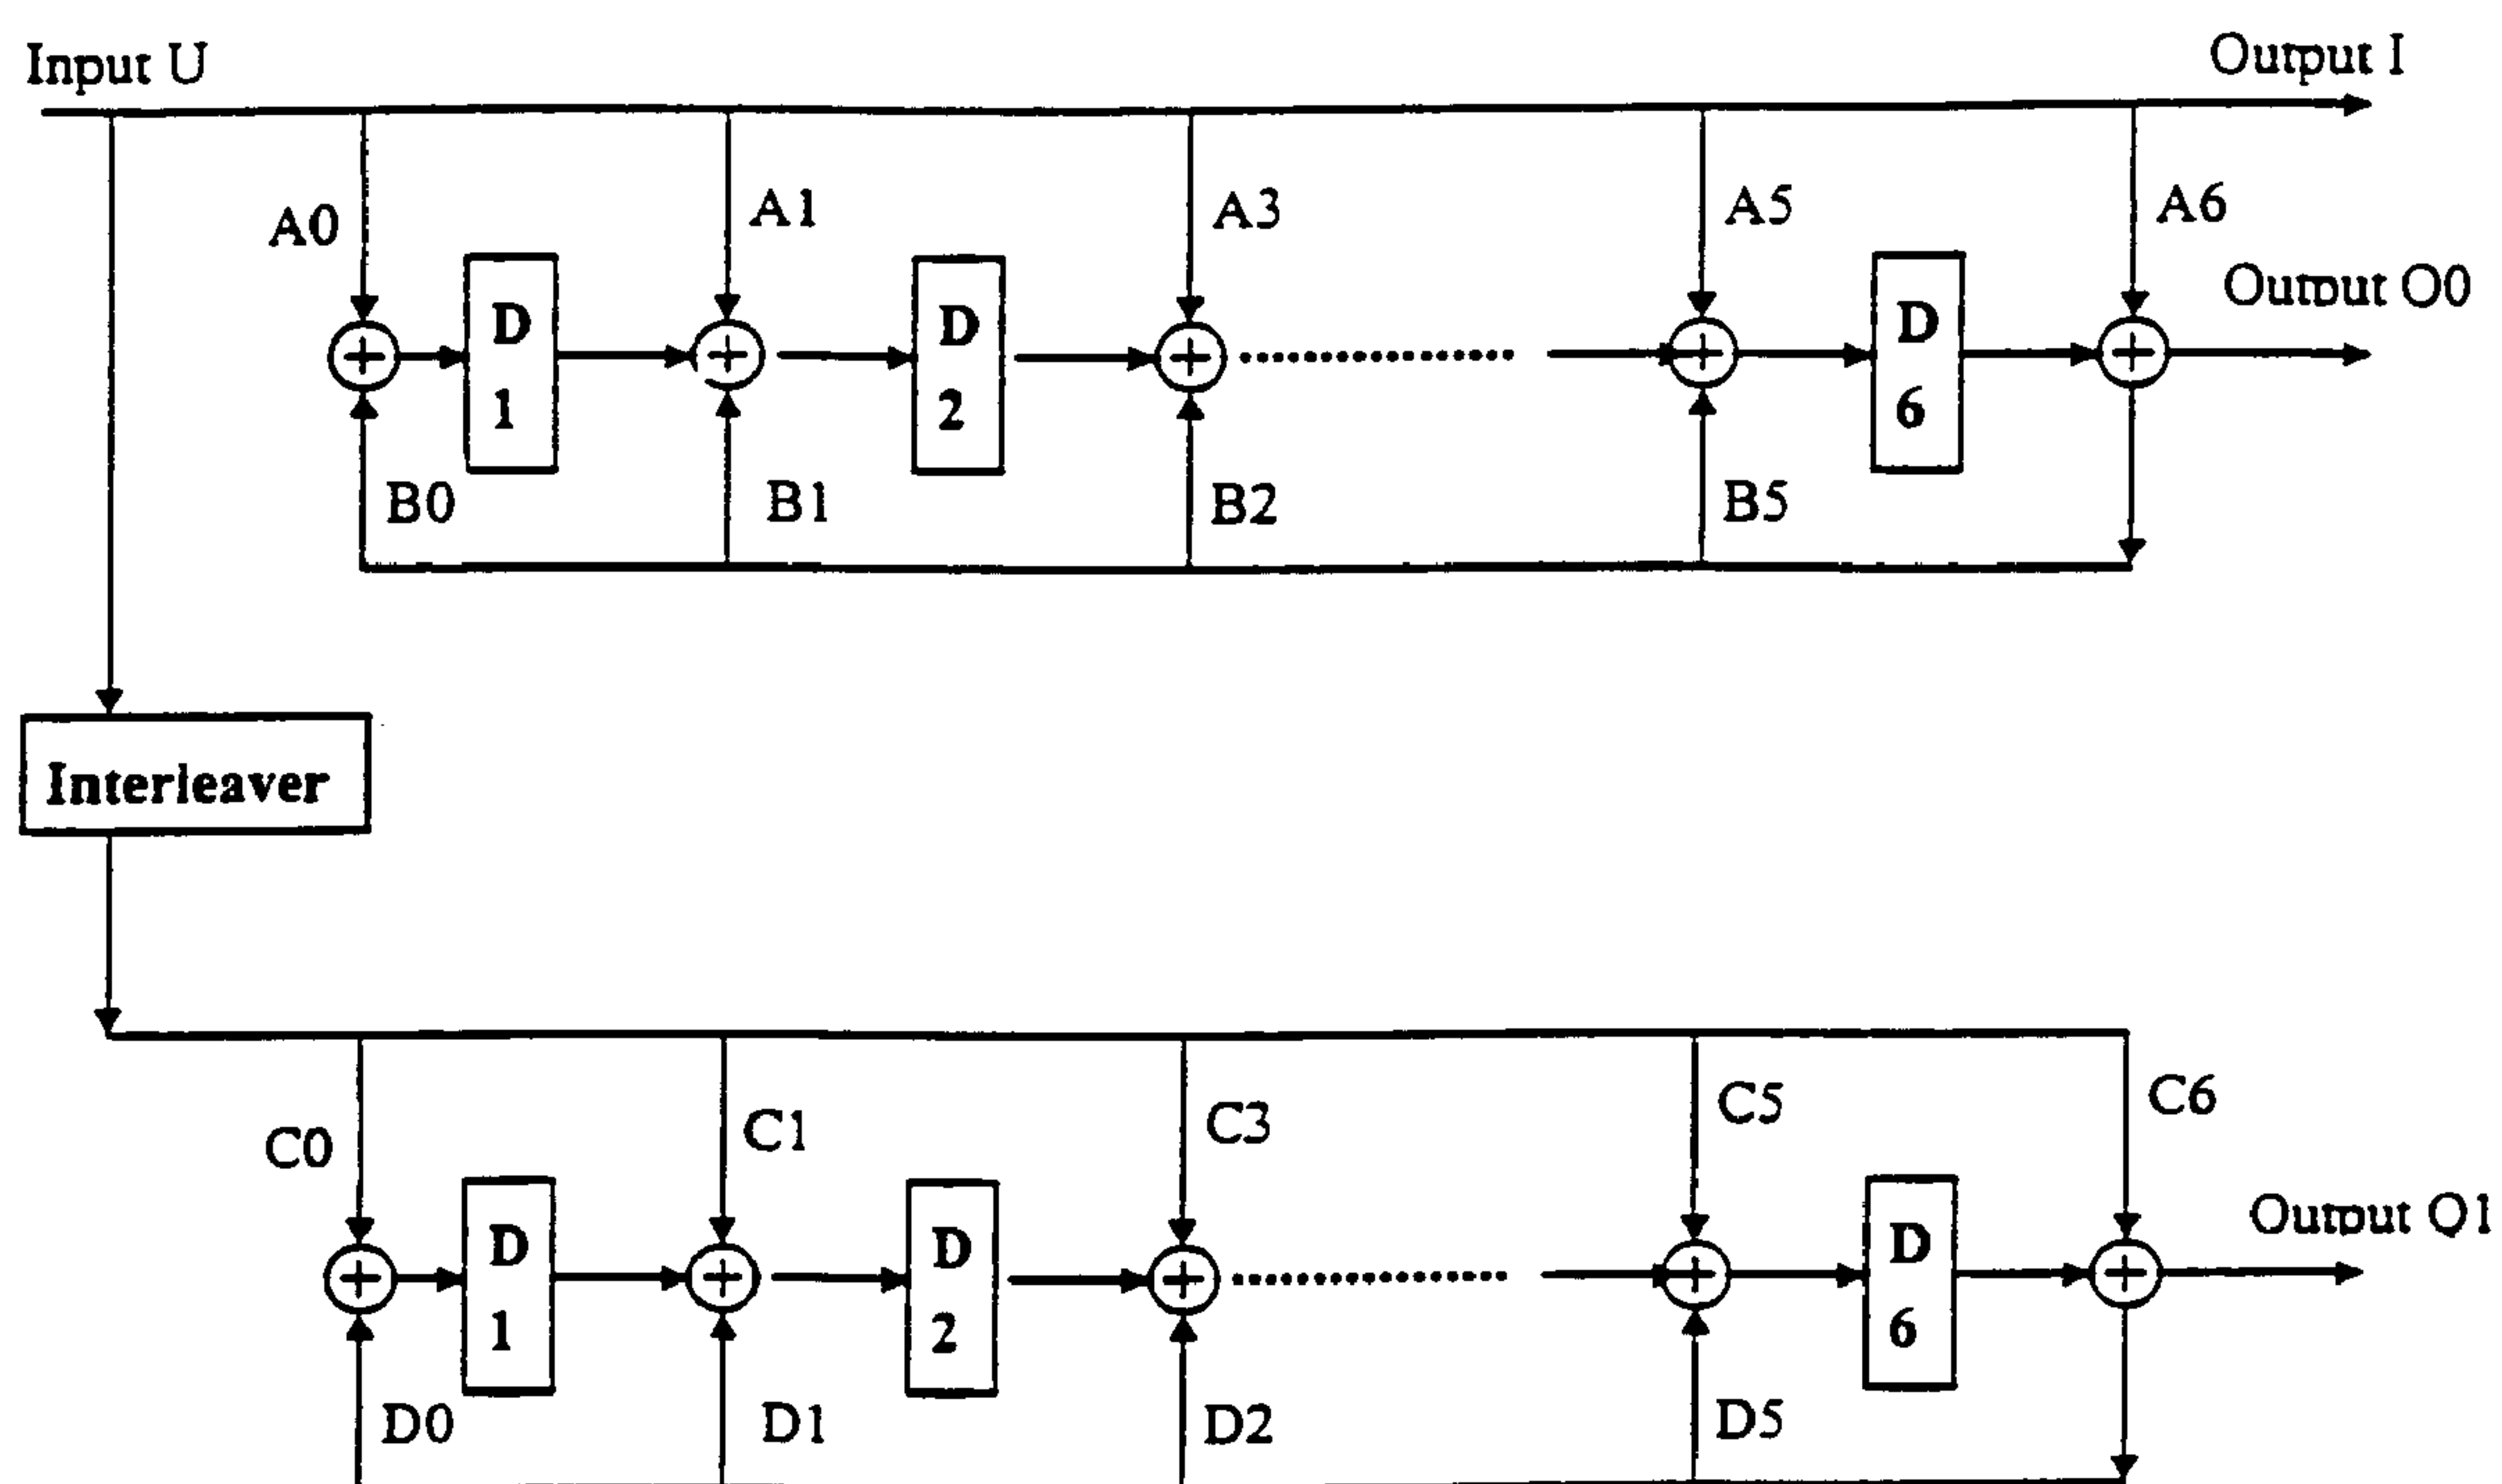 Input U
Output I
A0
A1
A3
A5
A6
Output O0
D
1
D
2
D
6
B0
B1
B2
B5
Interleaver
C0
C1
C3
C5
C6
Output O1
D
1
D
2
D
6
D0
D1
D2
D5